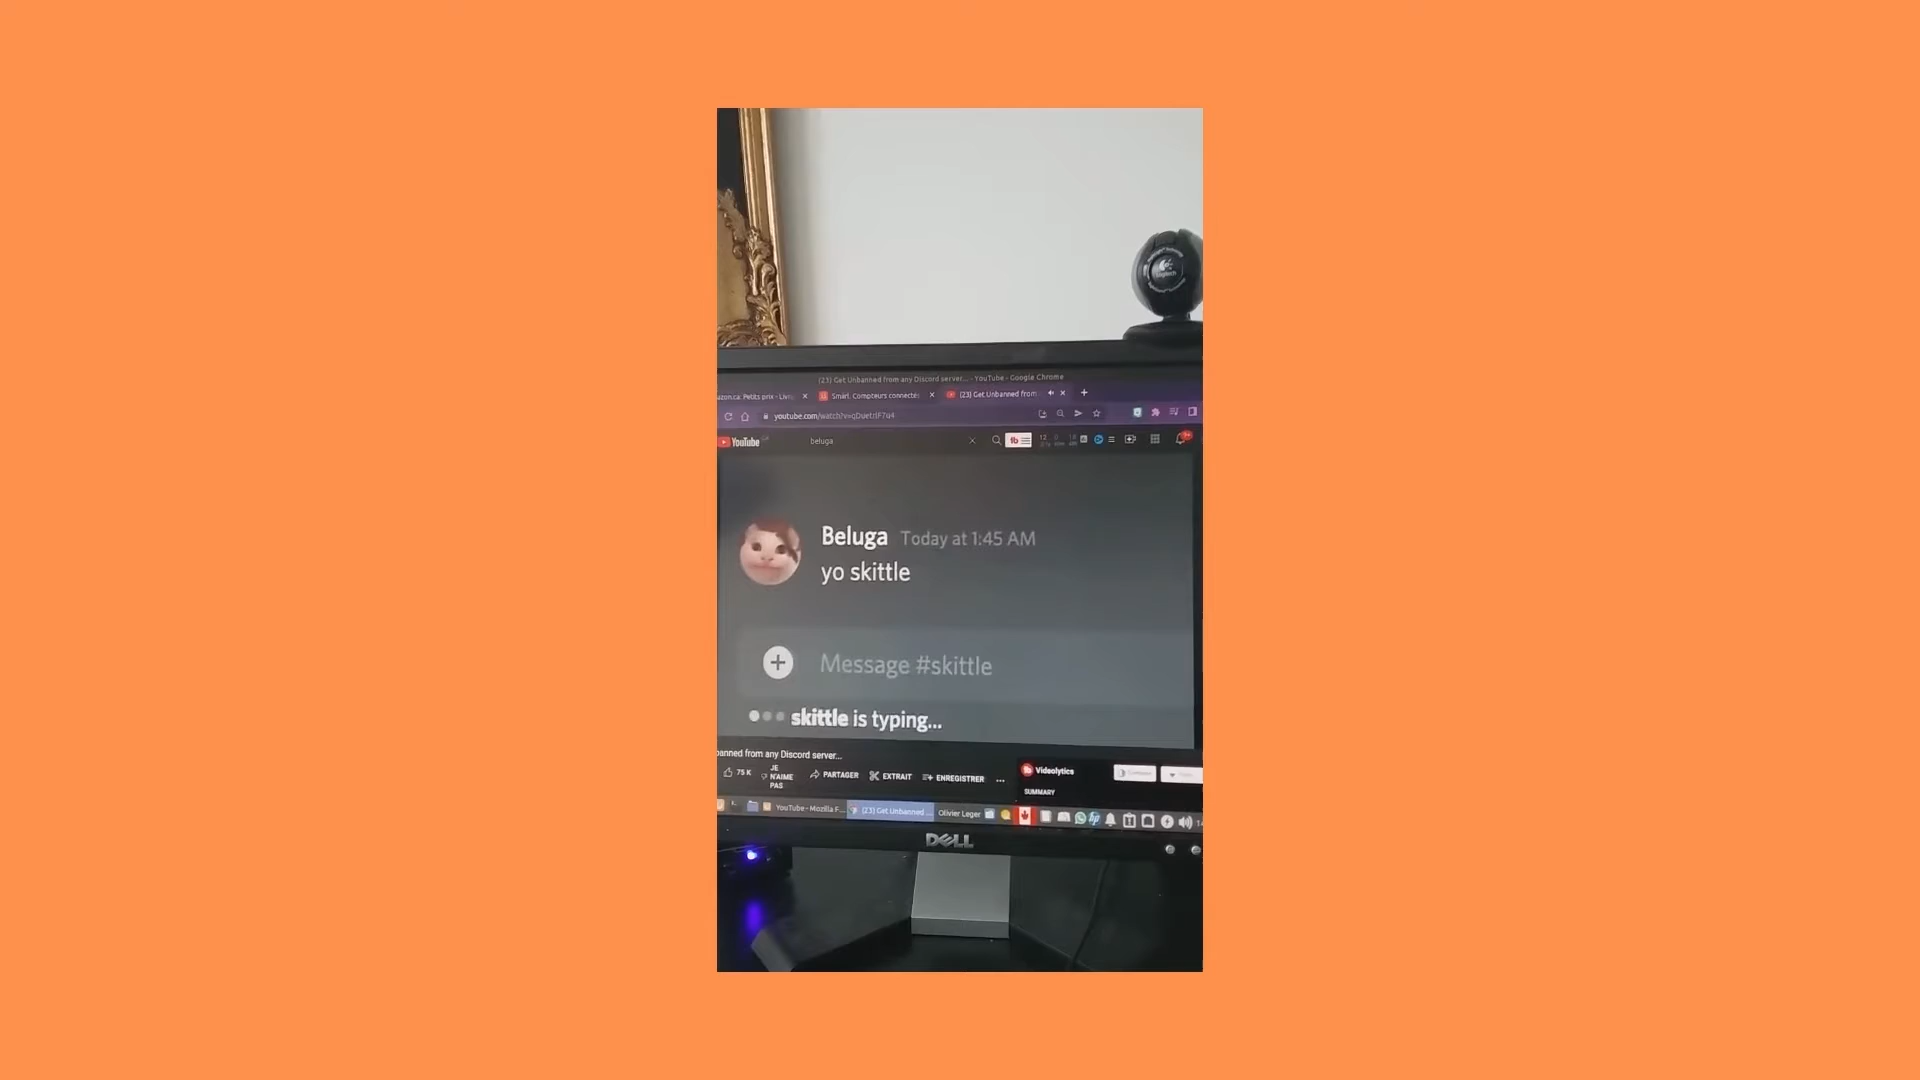 (23) Get Unbanned from any Discord server... - YouTube - Google Chrome
azon.ca: Petits prix - Livr
Smiirl. Compteurs connectés
(23) Get Unbanned from
youtube.com/watch?v=
YouTube
beluga
Beluga Today at 1:45 AM
yo skittle
Message #skittle
skittle is typing...
banned from any Discord server...
75 K
JE N'AIME PAS
PARTAGER
EXTRAIT
ENREGISTRER
Videolytics
SUMMARY
YouTube - Mozilla F...
(23) Get Unbanned ...
Olivier Leger
hp
DELL